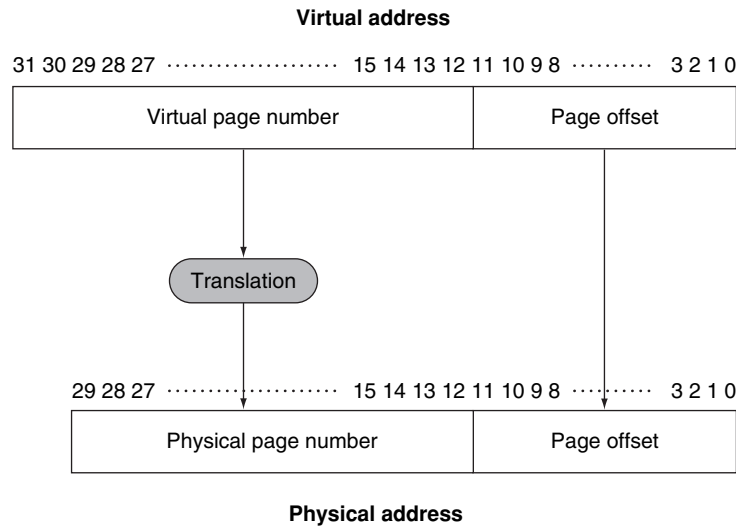 Virtual address
31 30 29 28 27 ····················· 15 14 13 12 11 10 9 8 ·········· 3 2 1 0
Virtual page number Page offset
Translation
29 28 27 ····················· 15 14 13 12 11 10 9 8 ·········· 3 2 1 0
Physical page number Page offset
Physical address